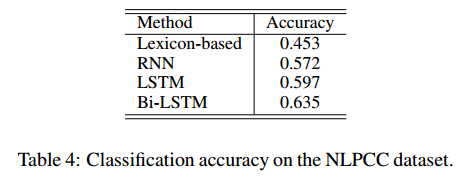 Method Accuracy
Lexicon-based 0.453
RNN 0.572
LSTM 0.597
Bi-LSTM 0.635
Table 4: Classification accuracy on the NLPCC dataset.